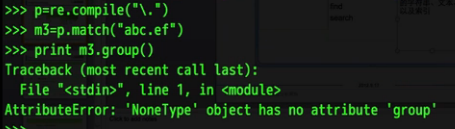 >>> p=re.compile("\.")
>>> m3=p.match("abc.ef")
>>> print m3.group()
Traceback (most recent call last):
  File "<stdin>", line 1, in <module>
AttributeError: 'NoneType' object has no attribute 'group'
>>>